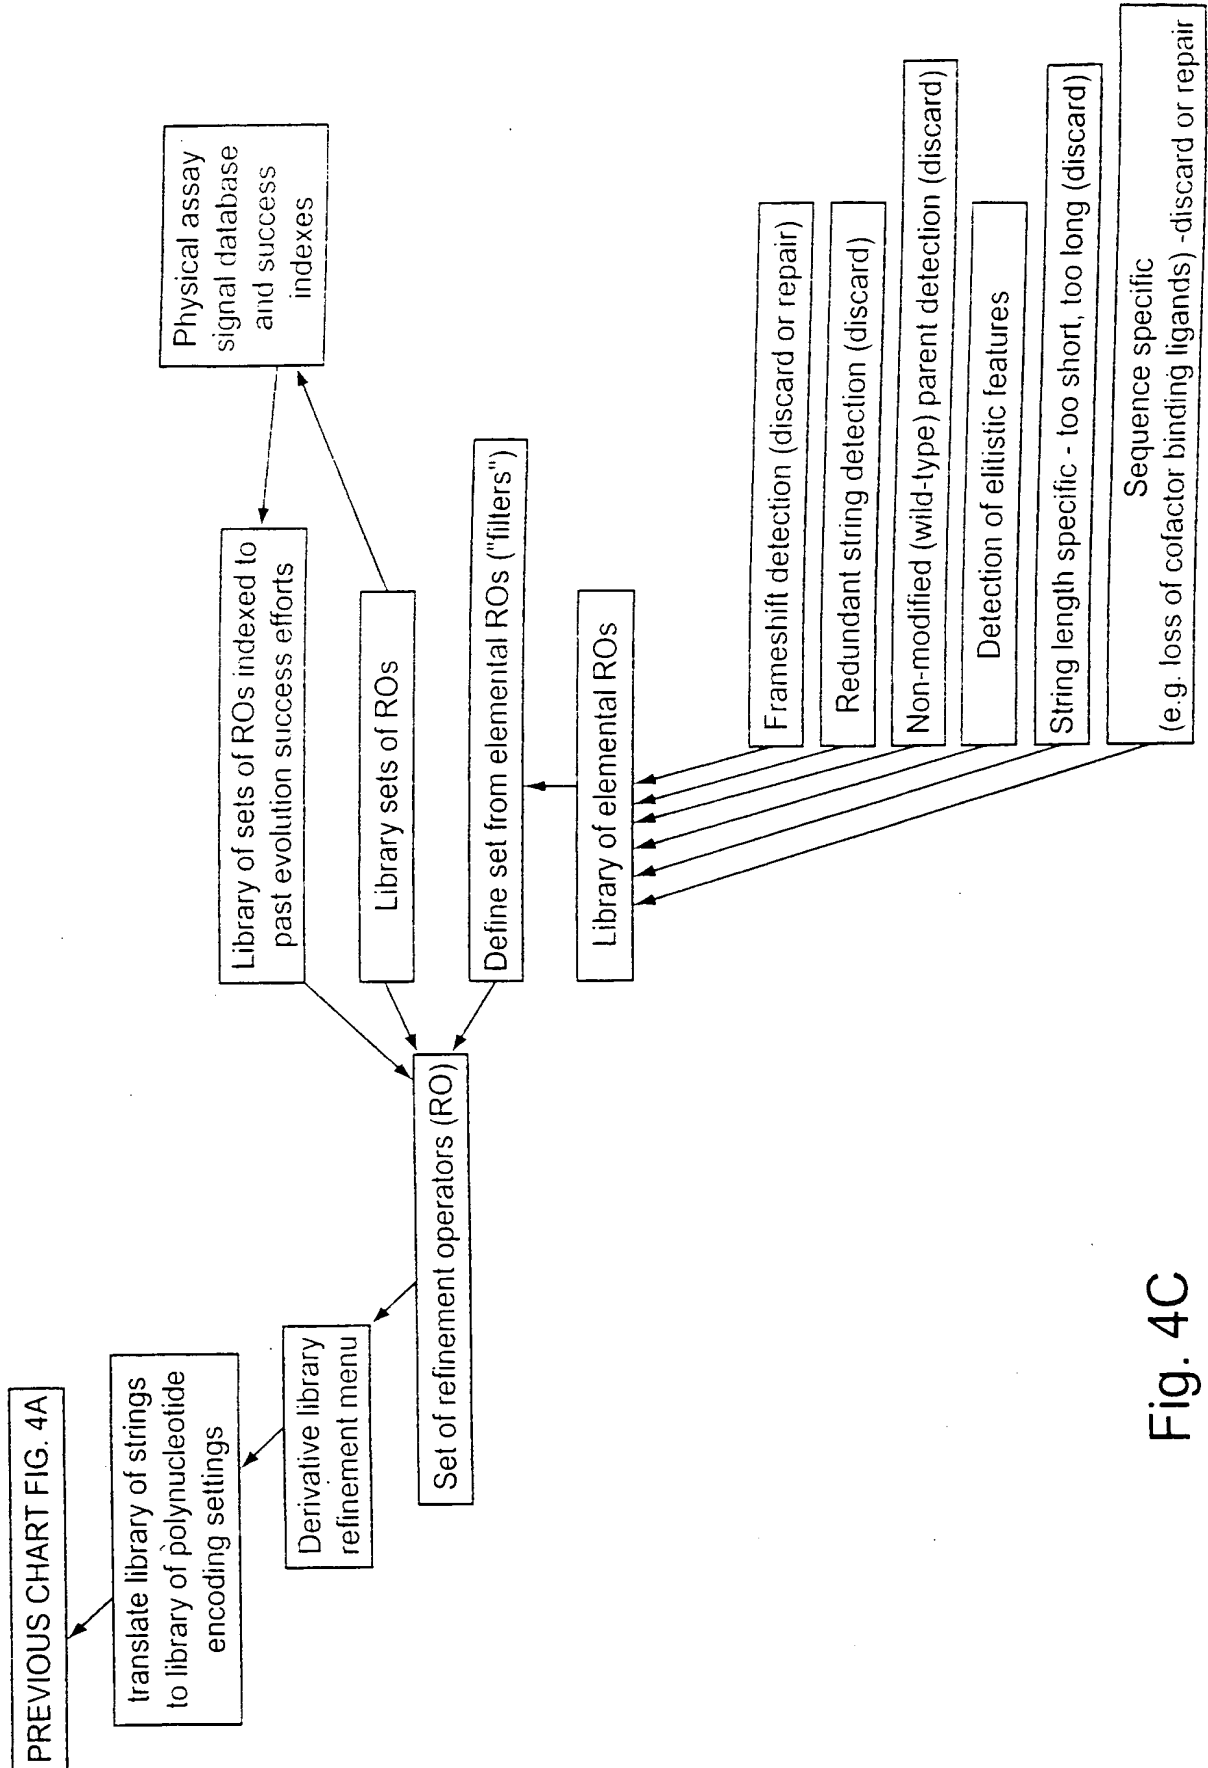 PREVIOUS CHART FIG. 4A
translate library of strings
to library of polynucleotide
encoding settings
Derivative library
refinement menu
Set of refinement operators (RO)
Library of sets of ROs indexed to
past evolution success efforts
Physical assay
signal database
and success
indexes
Library sets of ROs
Define set from elemental ROs ("filters")
Library of elemental ROs
Frameshift detection (discard or repair)
Redundant string detection (discard)
Non-modified (wild-type) parent detection (discard)
Detection of elitistic features
String length specific - too short, too long (discard)
Sequence specific
(e.g. loss of cofactor binding ligands) -discard or repair
Fig. 4C